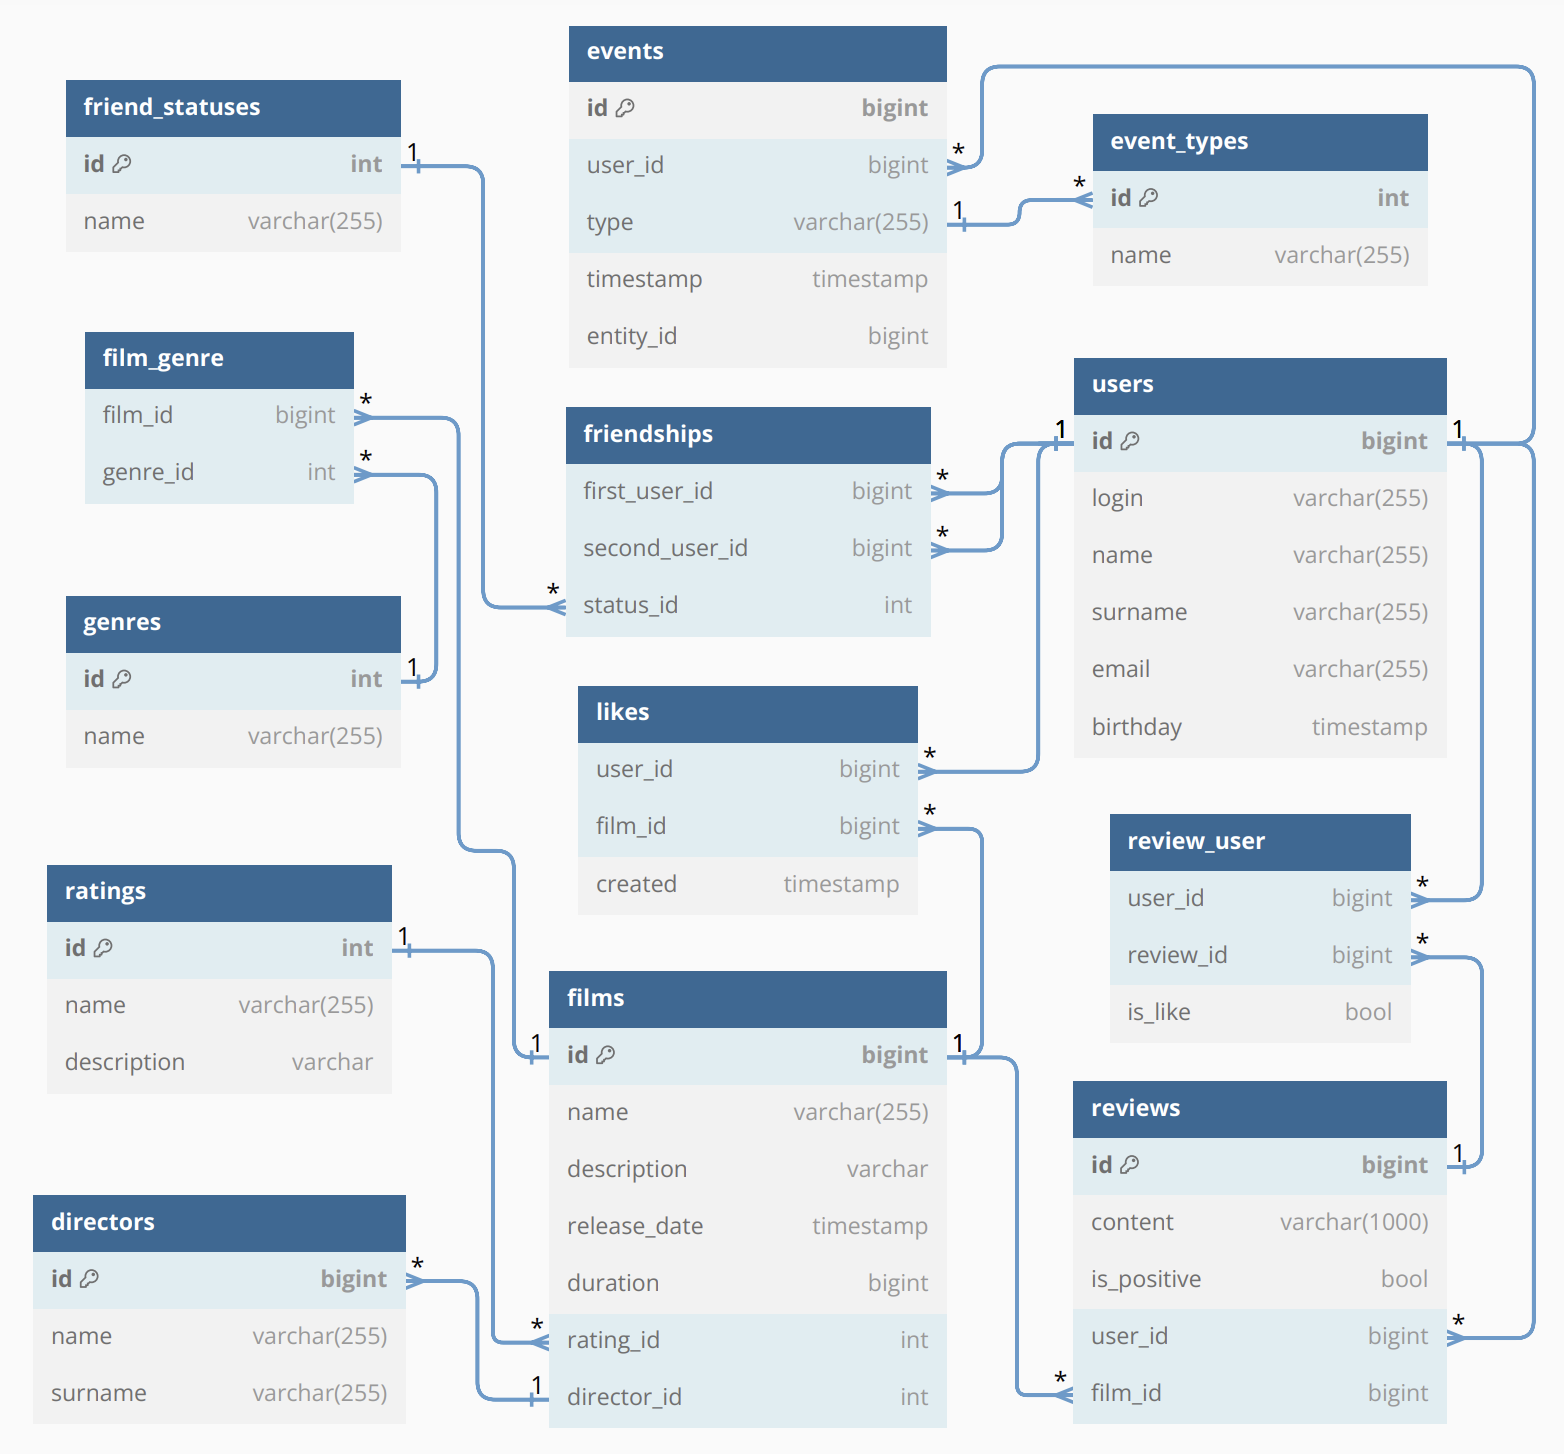 events
id bigint
user_id bigint
type varchar(255)
timestamp timestamp
entity_id bigint
* 1
friend_statuses
id int
name varchar(255)
1
event_types
id int
name varchar(255)
*
film_genre
film_id bigint
genre_id int
* *
users
id bigint
login varchar(255)
name varchar(255)
surname varchar(255)
email varchar(255)
birthday timestamp
1 1
friendships
first_user_id bigint
second_user_id bigint
status_id int
* * *
genres
id int
name varchar(255)
1
likes
user_id bigint
film_id bigint
created timestamp
* *
review_user
user_id bigint
review_id bigint
is_like bool
* *
ratings
id int
name varchar(255)
description varchar
1
films
id bigint
name varchar(255)
description varchar
release_date timestamp
duration bigint
rating_id int
director_id int
1 1 * 1
reviews
id bigint
content varchar(1000)
is_positive bool
user_id bigint
film_id bigint
1 * *
directors
id bigint
name varchar(255)
surname varchar(255)
*